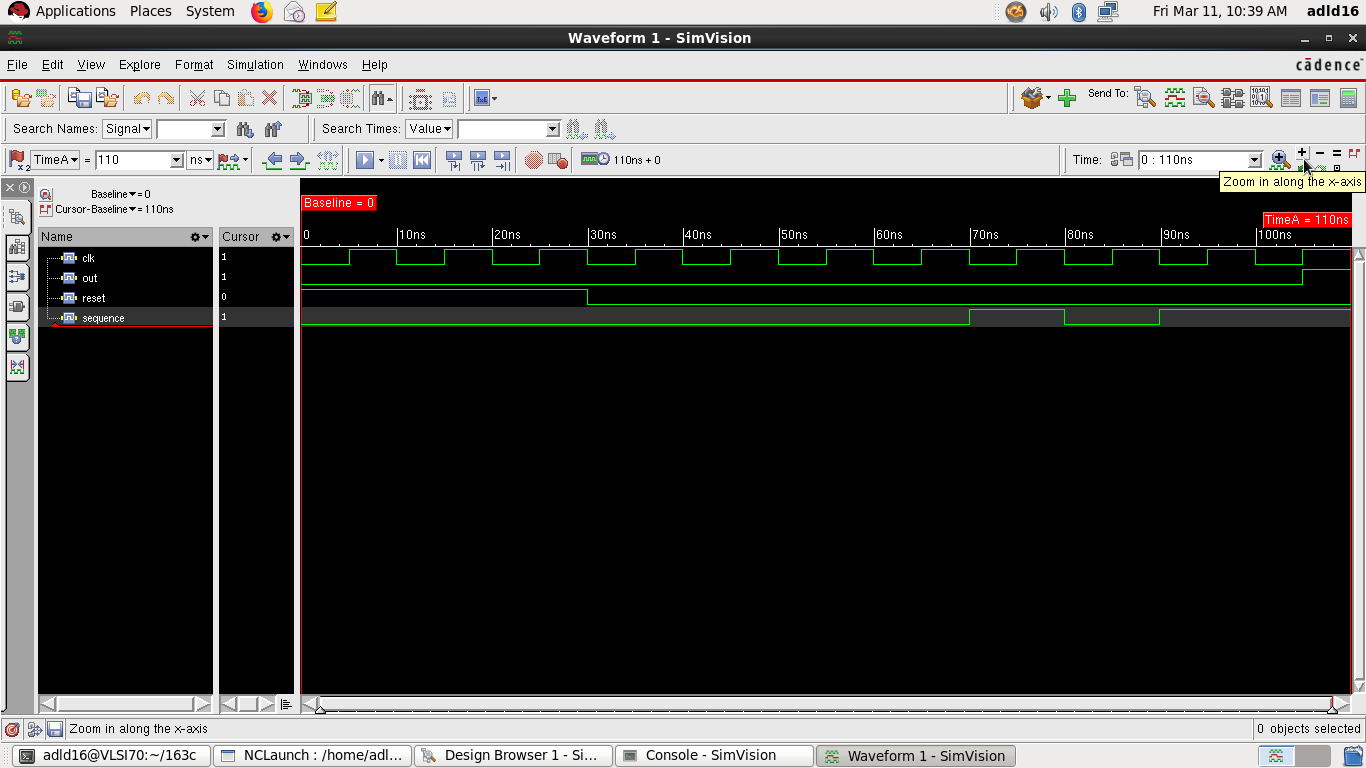 Applications Places System Fri Mar 11, 10:39 AM adld16
Waveform 1 - SimVision
File Edit View Explore Format Simulation Windows Help cādence
Send To:
Search Names: Signal Search Times: Value
TimeA = 110 ns 110ns + 0 Time: 0 : 110ns
Zoom in along the x-axis
Baseline = 0
Cursor-Baseline = 110ns
Baseline = 0
TimeA = 110ns
Name Cursor 0 10ns 20ns 30ns 40ns 50ns 60ns 70ns 80ns 90ns 100ns
clk 1
out 1
reset 0
sequence 1
Zoom in along the x-axis 0 objects selected
adld16@VLSI70:~/163c NCLaunch : /home/adl... Design Browser 1 - Si... Console - SimVision Waveform 1 - SimVision